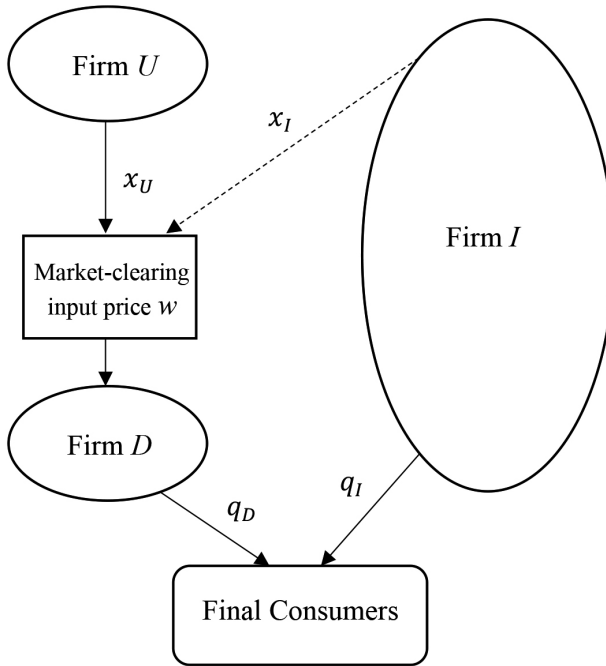 Firm U
x_I
x_U
Firm I
Market-clearing
input price w
Firm D
q_D
q_I
Final Consumers